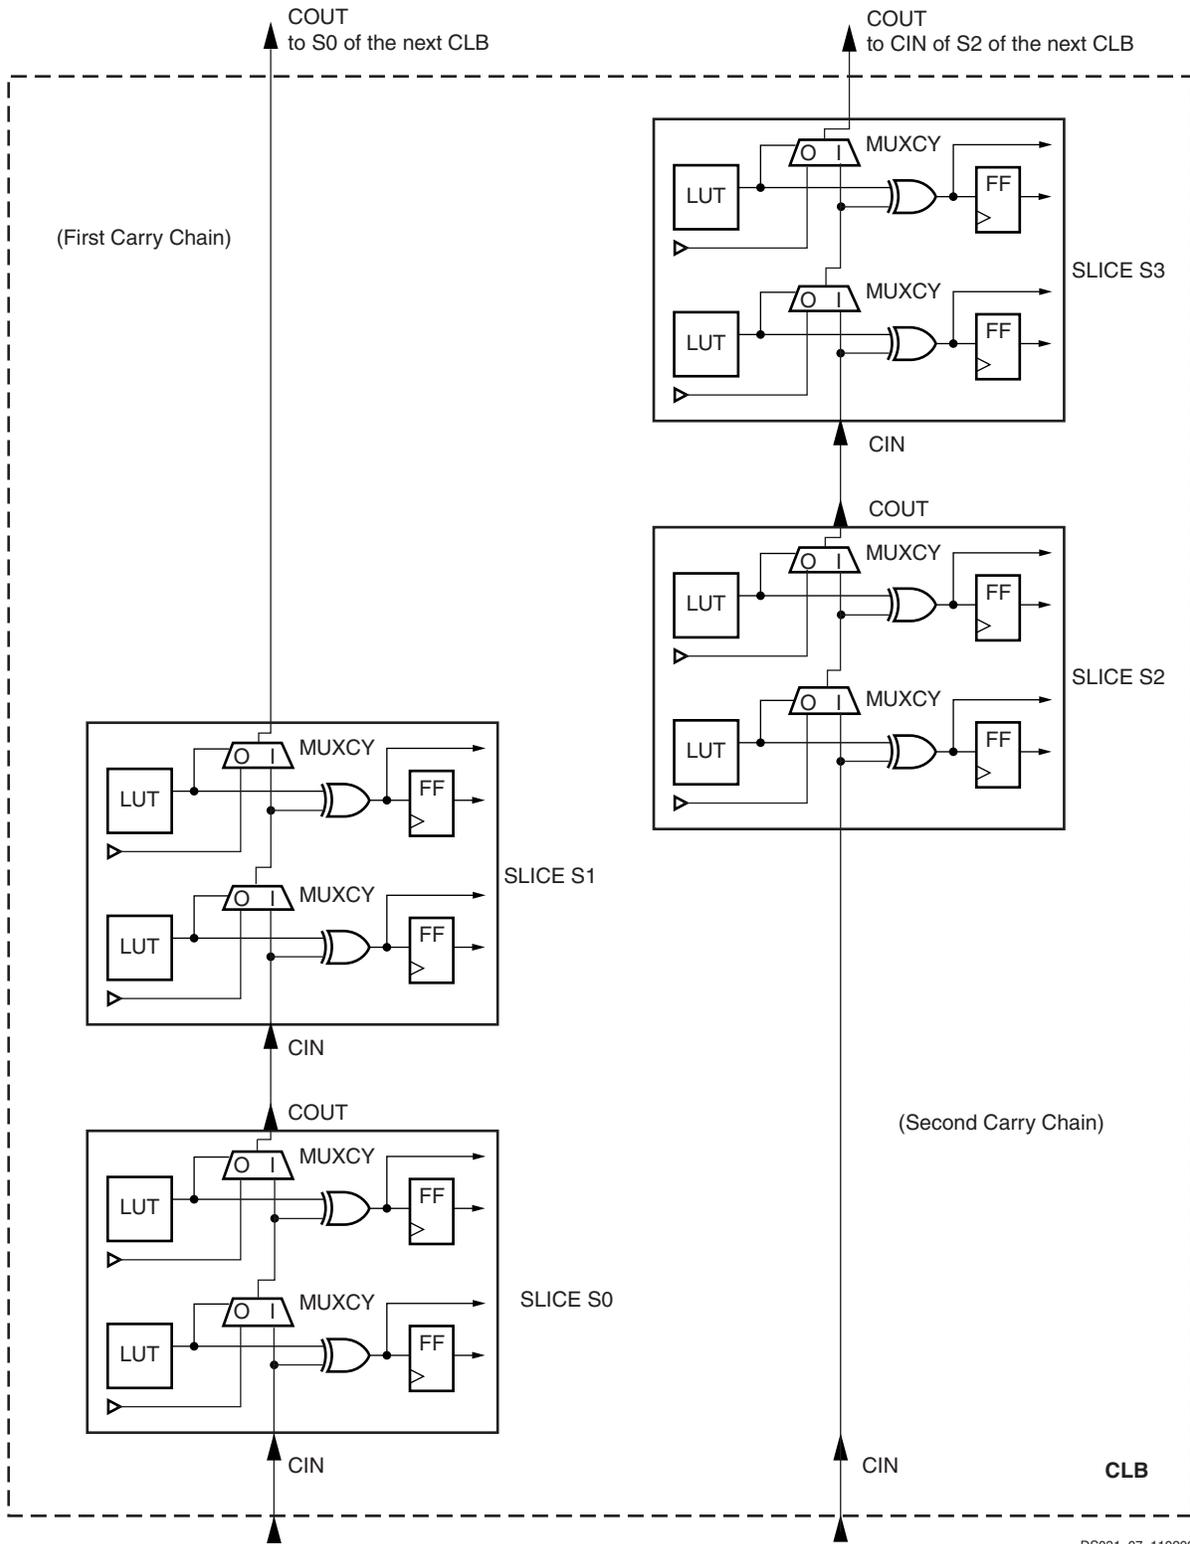 COUT
to S0 of the next CLB
COUT
to CIN of S2 of the next CLB
(First Carry Chain)
O I MUXCY
LUT
FF
SLICE S3
O I MUXCY
LUT
FF
CIN
COUT
O I MUXCY
LUT
FF
SLICE S2
O I MUXCY
LUT
FF
O I MUXCY
LUT
FF
SLICE S1
O I MUXCY
LUT
FF
CIN
COUT
(Second Carry Chain)
O I MUXCY
LUT
FF
SLICE S0
O I MUXCY
LUT
FF
CIN
CIN
CLB